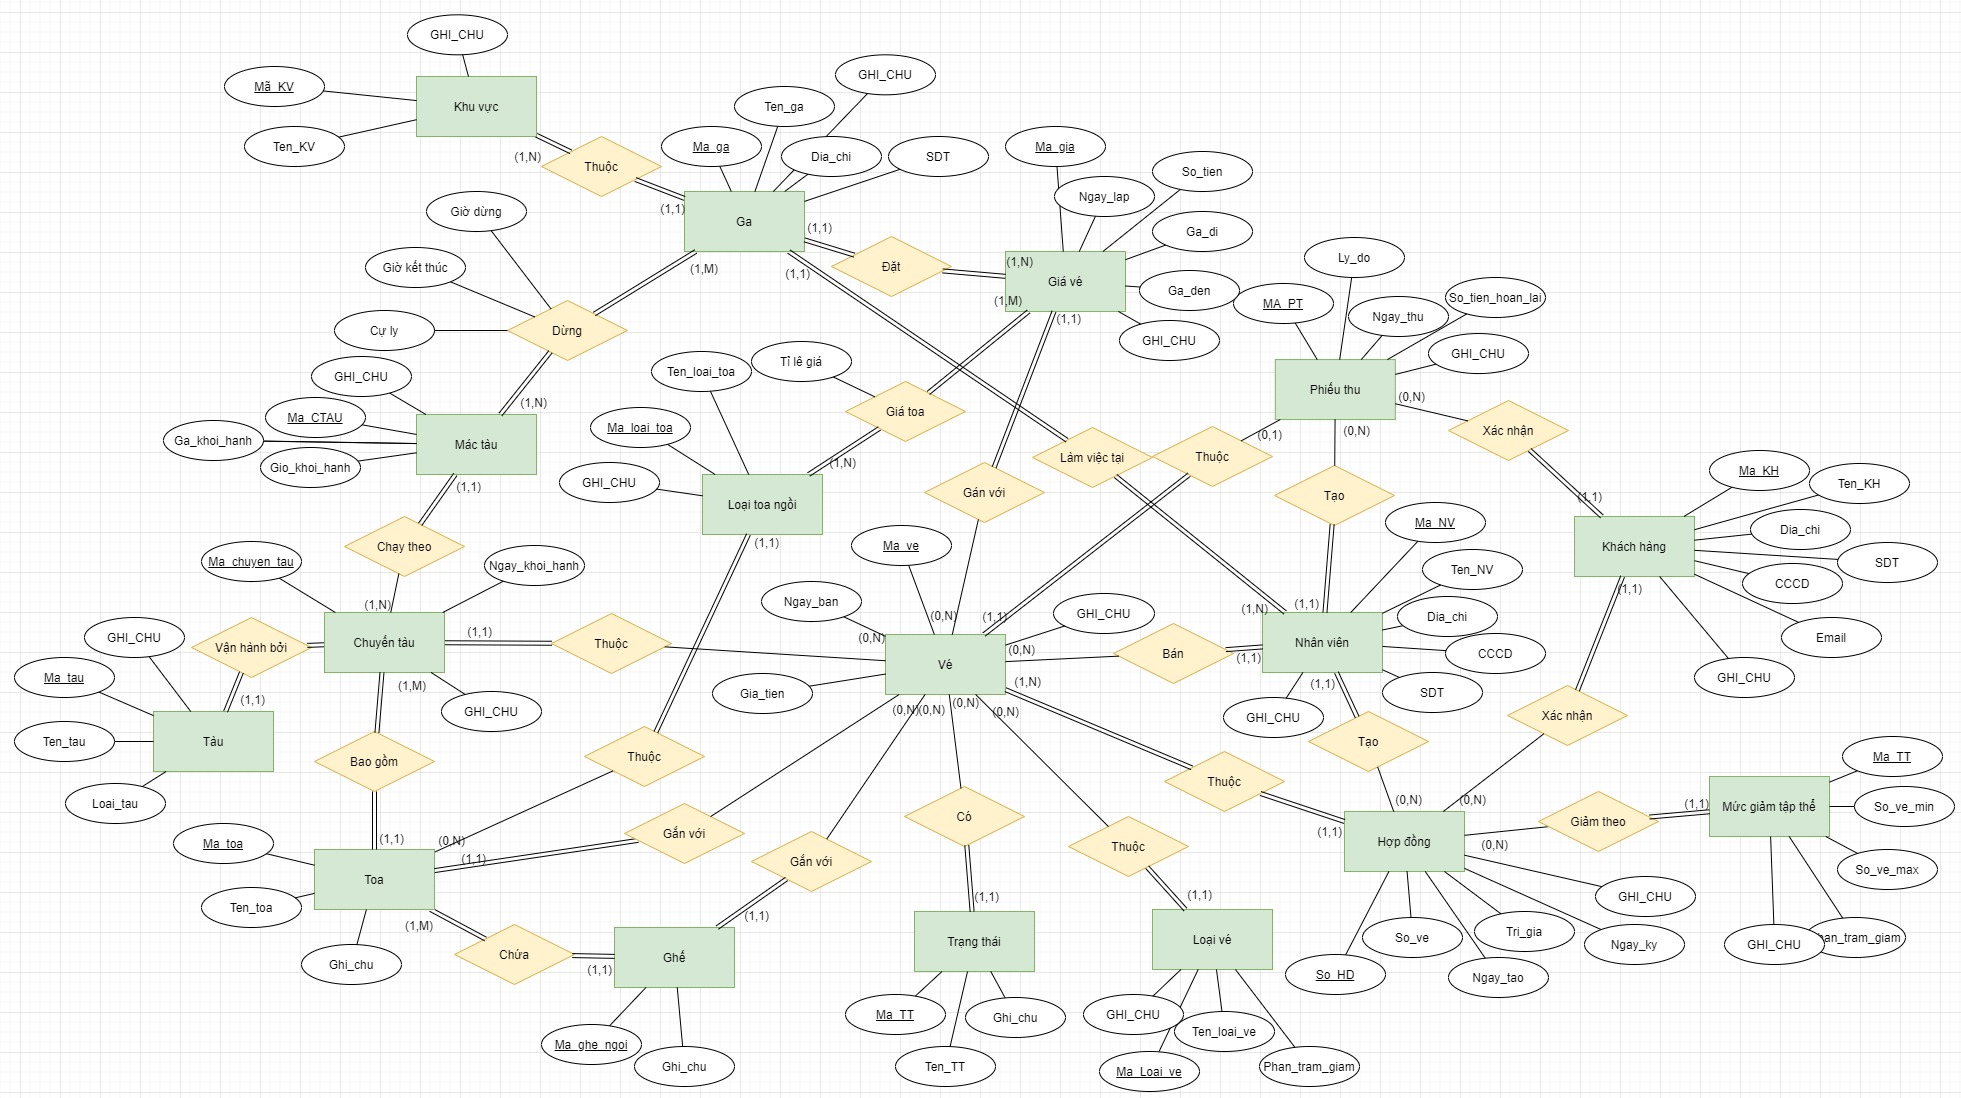 GHI_CHU
Mã_KV
Khu vực
Ten_KV
(1,N)
Thuộc
(1,1)
Ten_ga
GHI_CHU
Ma_ga
Dia_chi
SDT
Ga
(1,1)
(1,M)
(1,1)
Đặt
(1,N)
Ma_gia
Ngay_lap
So_tien
Ga_di
Ga_den
GHI_CHU
Giá vé
(1,M)
(1,1)
Giờ dừng
Giờ kết thúc
Cự ly
Dừng
(1,N)
GHI_CHU
Ma_CTAU
Ga_khoi_hanh
Gio_khoi_hanh
Mác tàu
(1,1)
Ten_loai_toa
Tỉ lệ giá
Ma_loai_toa
GHI_CHU
Giá toa
(1,N)
Loại toa ngồi
(1,1)
Ly_do
MA_PT
Ngay_thu
So_tien_hoan_lai
GHI_CHU
Phiếu thu
(0,N)
(0,1)
(0,N)
Xác nhận
(1,1)
Làm việc tại
Thuộc
Gán với
Tạo
Ma_KH
Ten_KH
Dia_chi
SDT
CCCD
Email
GHI_CHU
Khách hàng
(1,1)
Chạy theo
(1,N)
Ma_chuyen_tau
Ngay_khoi_hanh
Chuyến tàu
(1,1)
GHI_CHU
(1,M)
Thuộc
Vận hành bởi
(1,1)
GHI_CHU
Ma_tau
Ten_tau
Loai_tau
Tàu
Ma_ve
Ngay_ban
(0,N)
(0,N)
(1,1)
GHI_CHU
(0,N)
Vé
Gia_tien
(1,N)
(0,N)
(0,N)
(0,N)
(0,N)
Bán
(1,1)
(1,N)
(1,1)
Ma_NV
Ten_NV
Dia_chi
CCCD
SDT
GHI_CHU
Nhân viên
(1,1)
Tạo
(0,N)
Xác nhận
(0,N)
Bao gồm
(1,1)
Thuộc
(0,N)
Ma_toa
Ten_toa
Ghi_chu
Toa
(1,1)
(1,M)
Gắn với
Gắn với
(1,1)
Chứa
(1,1)
Ghế
Ma_ghe_ngoi
Ghi_chu
Có
(1,1)
Trạng thái
Ma_TT
Ten_TT
Ghi_chu
Thuộc
(1,1)
Loại vé
GHI_CHU
Ten_loai_ve
Ma_Loai_ve
Phan_tram_giam
Thuộc
(1,1)
Hợp đồng
(0,N)
So_HD
So_ve
Ngay_tao
Tri_gia
Ngay_ky
GHI_CHU
Giảm theo
(1,1)
Mức giảm tập thể
Ma_TT
So_ve_min
So_ve_max
GHI_CHU